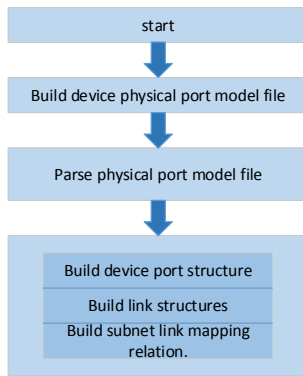 start
Build device physical port model file
Parse physical port model file
Build device port structure
Build link structures
Build subnet link mapping
relation.